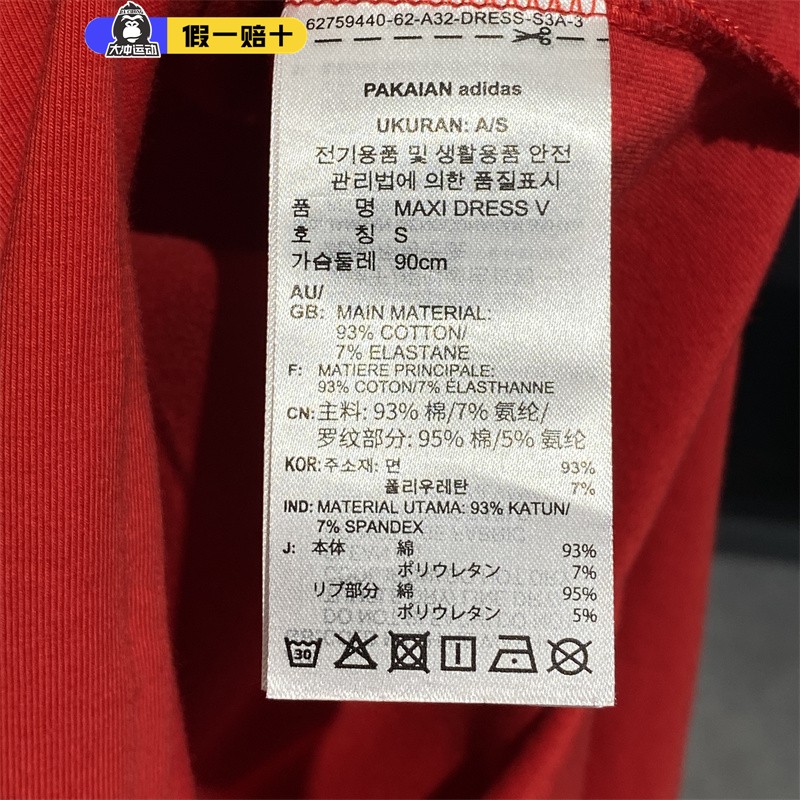 大冲运动
假一赔十
62759440-62-A32-DRESS-S3A-3
PAKAIAN adidas
UKURAN: A/S
전기용품 및 생활용품 안전
관리법에 의한 품질표시
품 명 MAXI DRESS V
호 칭 S
가슴둘레 90cm
AU/
GB: MAIN MATERIAL:
93% COTTON/
7% ELASTANE
F: MATIERE PRINCIPALE:
93% COTON/7% ÉLASTHANNE
CN: 主料: 93% 棉/7% 氨纶/
罗纹部分: 95% 棉/5% 氨纶
KOR: 주소재: 면 93%
폴리우레탄 7%
IND: MATERIAL UTAMA: 93% KATUN/
7% SPANDEX
J: 本体 綿 93%
ポリウレタン 7%
リブ部分 綿 95%
ポリウレタン 5%
30